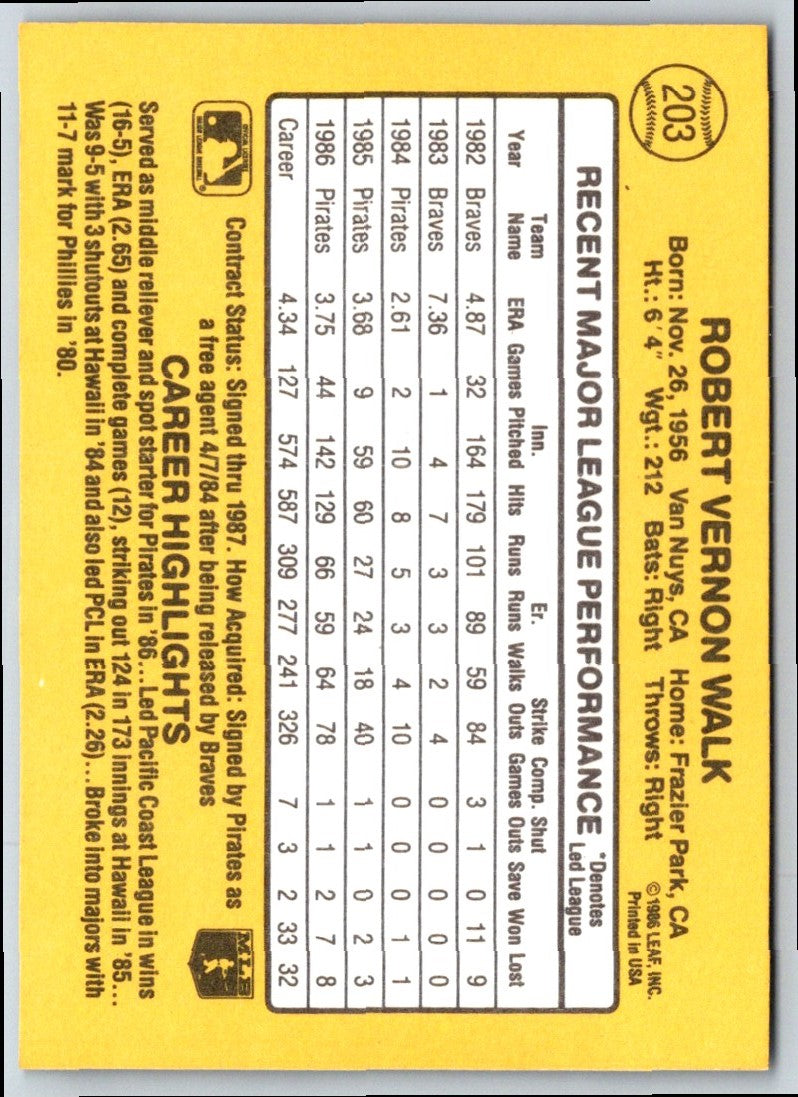 203
ROBERT VERNON WALK
Born: Nov. 26, 1956 Van Nuys, CA Home: Frazier Park, CA
Ht.: 6'4" Wgt.: 212 Bats: Right Throws: Right
©1986 LEAF, INC.
Printed in USA
RECENT MAJOR LEAGUE PERFORMANCE *Denotes Led League
Year Team Name ERA Games Inn. Pitched Hits Runs Er. Runs Walks Strike Outs Comp. Games Shut Outs Save Won Lost
1982 Braves 4.87 32 164 179 101 89 59 84 3 1 0 11 9
1983 Braves 7.36 1 4 7 3 3 2 4 0 0 0 0 0
1984 Pirates 2.61 2 10 8 5 3 4 10 0 0 0 1 1
1985 Pirates 3.68 9 59 60 27 24 18 40 1 1 0 2 3
1986 Pirates 3.75 44 142 129 66 59 64 78 1 1 2 7 8
Career 4.34 127 574 587 309 277 241 326 7 3 2 33 32
Contract Status: Signed thru 1987. How Acquired: Signed by Pirates as
a free agent 4/7/84 after being released by Braves
MLB
CAREER HIGHLIGHTS
Served as middle reliever and spot starter for Pirates in '86... Led Pacific Coast League in wins
(16-5), ERA (2.65) and complete games (12), striking out 124 in 173 innings at Hawaii in '85...
Was 9-5 with 3 shutouts at Hawaii in '84 and also led PCL in ERA (2.26)... Broke into majors with
11-7 mark for Phillies in '80.